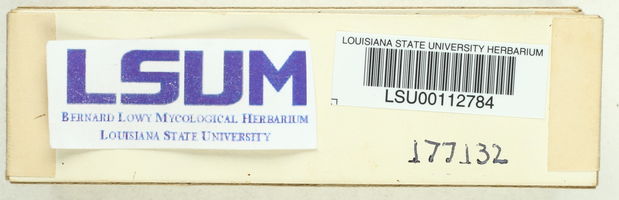 LSUM
BERNARD LOWY MYCOLOGICAL HERBARIUM
LOUISIANA STATE UNIVERSITY
LOUISIANA STATE UNIVERSITY HERBARIUM
LSU00112784
177132